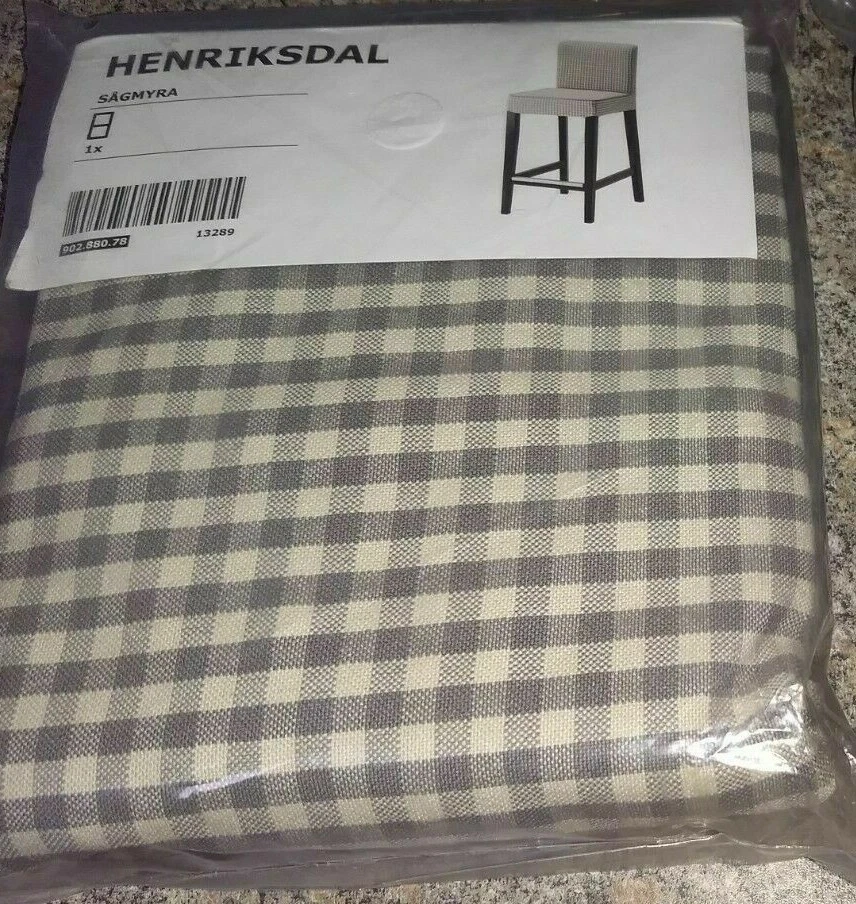 HENRIKSDAL
SÅGMYRA
1x
902.880.78 13289